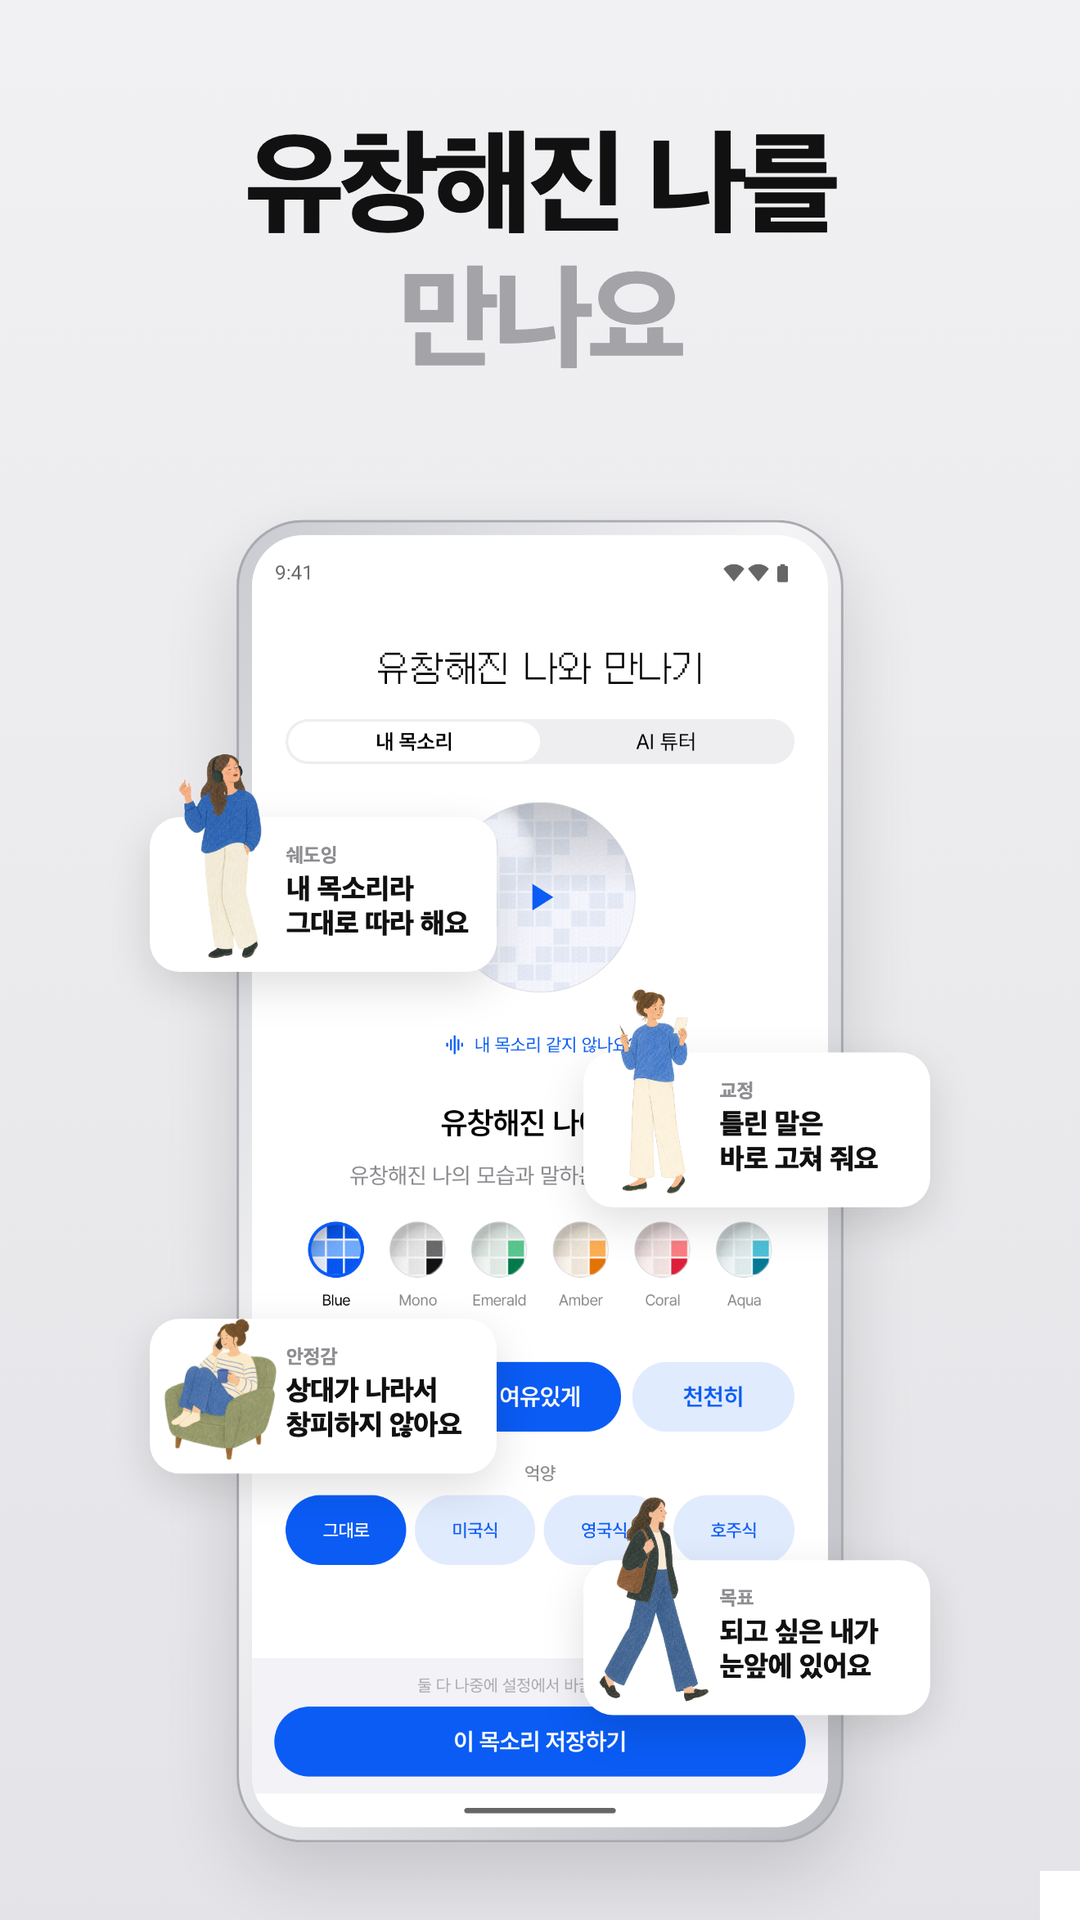 유창해진 나를
만나요
9:41
유창해진 나와 만나기
내 목소리
AI 튜터
쉐도잉
내 목소리라
그대로 따라 해요
내 목소리 같지 않나요
교정
틀린 말은
바로 고쳐 줘요
유창해진
유창해진 나의 모습과
Blue
Mono
Emerald
Amber
Coral
Aqua
안정감
상대가 나라서
창피하지 않아요
여유있게
천천히
억양
그대로
미국식
영국식
호주식
목표
되고 싶은 내가
눈앞에 있어요
둘 다 나중에 설정에서
이 목소리 저장하기